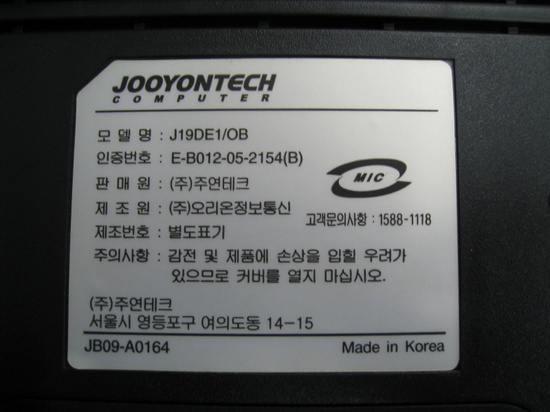 JOOYONTECH
COMPUTER
모 델 명 : J19DE1/OB
인증번호 : E-B012-05-2154(B)
판 매 원 : (주)주연테크
MIC
제 조 원 : (주)오리온정보통신
고객문의사항 : 1588-1118
제조번호 : 별도표기
주의사항 : 감전 및 제품에 손상을 입힐 우려가
있으므로 커버를 열지 마십시오.
(주)주연테크
서울시 영등포구 여의도동 14-15
JB09-A0164 Made in Korea